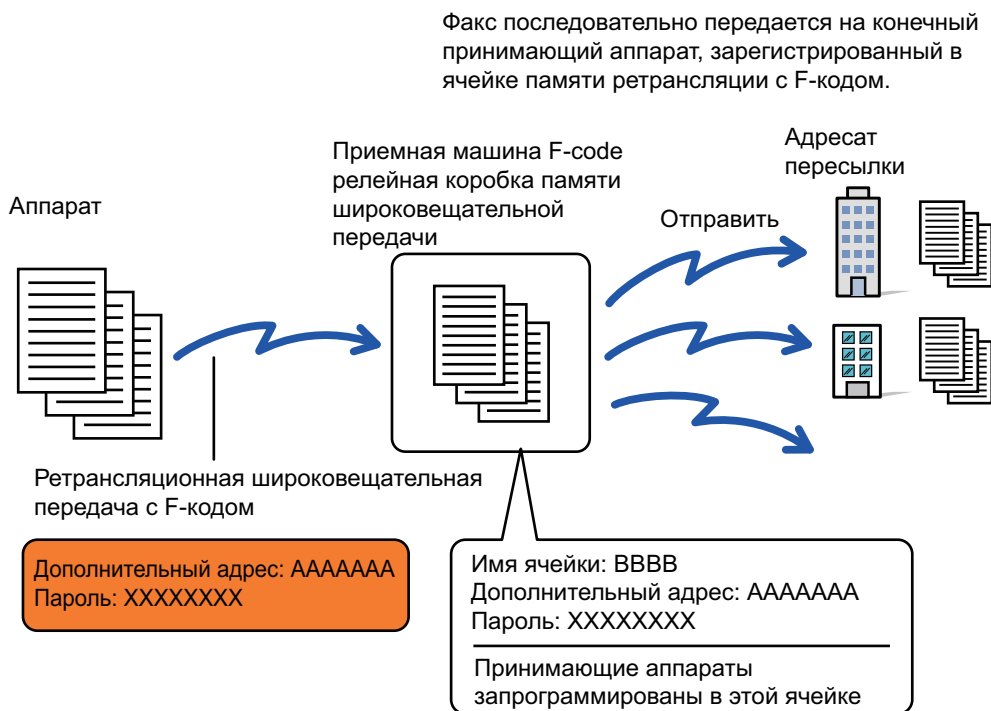 Факс последовательно передается на конечный
принимающий аппарат, зарегистрированный в
ячейке памяти ретрансляции с F-кодом.
Адресат
пересылки
Приемная машина F-code
релейная коробка памяти
широковещательной
передачи
Аппарат
Отправить
Ретрансляционная широковещательная
передача с F-кодом
Дополнительный адрес: AAAAAAA
Пароль: XXXXXXXX
Имя ячейки: BBBB
Дополнительный адрес: AAAAAAA
Пароль: XXXXXXXX
Принимающие аппараты
запрограммированы в этой ячейке